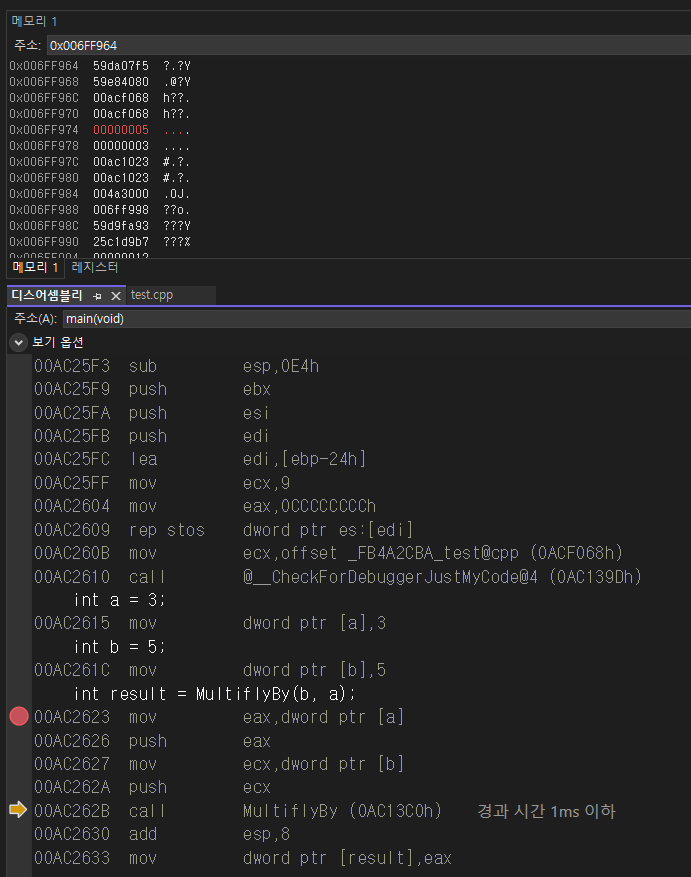 메모리 1
주소: 0x006FF964
0x006FF964 59da07f5 ?.?Y
0x006FF968 59e84080 .@?Y
0x006FF96C 00acf068 h??.
0x006FF970 00acf068 h??.
0x006FF974 00000005 ....
0x006FF978 00000003 ....
0x006FF97C 00ac1023 #.?.
0x006FF980 00ac1023 #.?.
0x006FF984 004a3000 .0J.
0x006FF988 006ff998 ??o.
0x006FF98C 59d9fa93 ???Y
0x006FF990 25c1d9b7 ???%
메모리 1 레지스터
디스어셈블리 test.cpp
주소(A): main(void)
보기 옵션
00AC25F3 sub esp,0E4h
00AC25F9 push ebx
00AC25FA push esi
00AC25FB push edi
00AC25FC lea edi,[ebp-24h]
00AC25FF mov ecx,9
00AC2604 mov eax,0CCCCCCCCh
00AC2609 rep stos dword ptr es:[edi]
00AC260B mov ecx,offset _FB4A2CBA_test@cpp (0ACF068h)
00AC2610 call @__CheckForDebuggerJustMyCode@4 (0AC139Dh)
int a = 3;
00AC2615 mov dword ptr [a],3
int b = 5;
00AC261C mov dword ptr [b],5
int result = MultiflyBy(b, a);
00AC2623 mov eax,dword ptr [a]
00AC2626 push eax
00AC2627 mov ecx,dword ptr [b]
00AC262A push ecx
00AC262B call MultiflyBy (0AC13C0h) 경과 시간 1ms 이하
00AC2630 add esp,8
00AC2633 mov dword ptr [result],eax